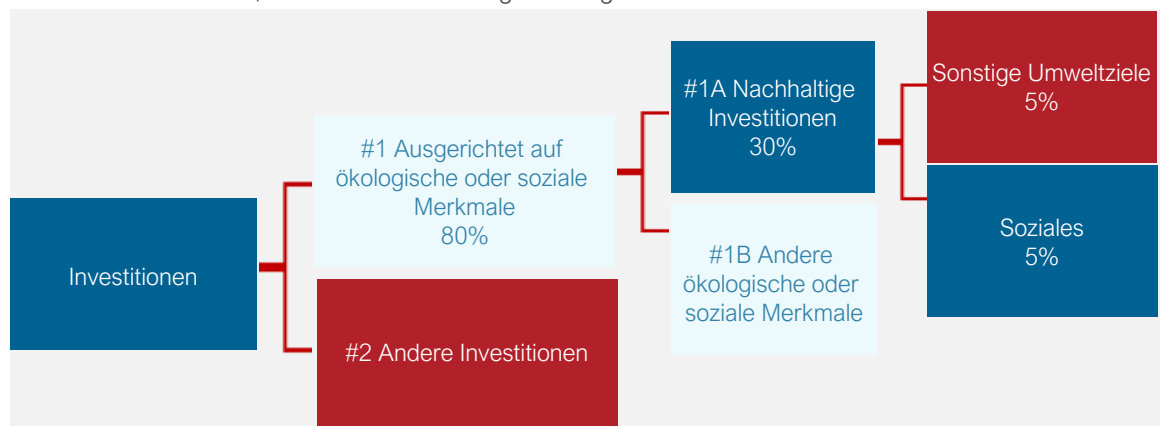 Investitionen
#1 Ausgerichtet auf
ökologische oder soziale
Merkmale
80%
#2 Andere Investitionen
#1A Nachhaltige
Investitionen
30%
#1B Andere
ökologische oder
soziale Merkmale
Sonstige Umweltziele
5%
Soziales
5%